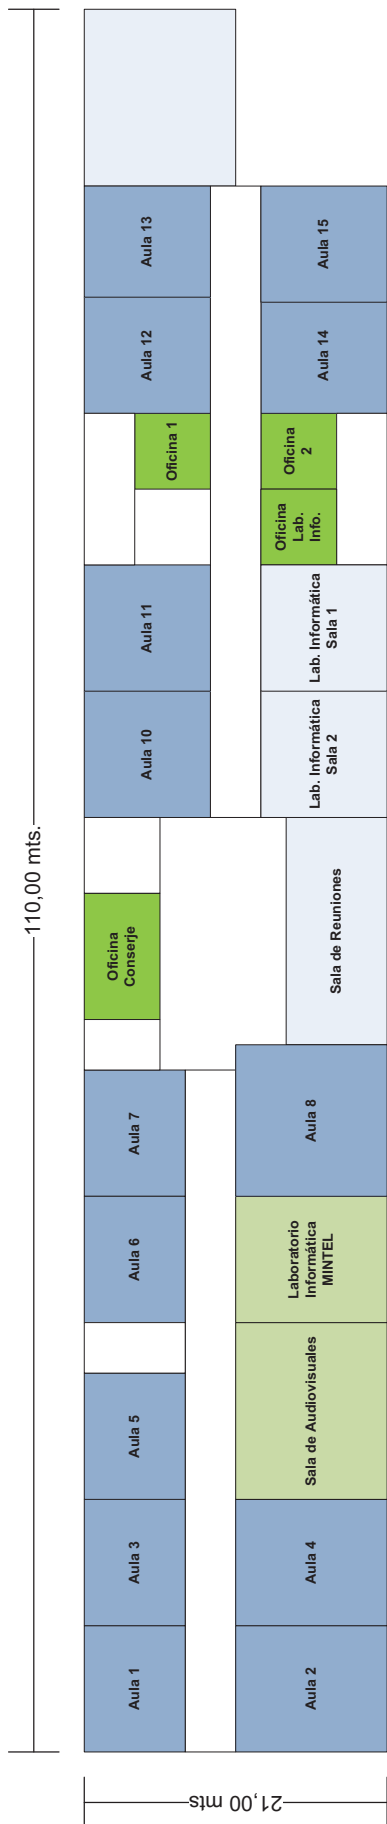 110,00 mts.
21,00 mts
Aula 1
Aula 3
Aula 5
Aula 6
Aula 7
Oficina
Conserje
Aula 10
Aula 11
Oficina 1
Aula 12
Aula 13
Aula 2
Aula 4
Sala de Audiovisuales
Laboratorio
Informática
MINTEL
Aula 8
Sala de Reuniones
Lab. Informática
Sala 2
Lab. Informática
Sala 1
Oficina
Lab.
Info.
Oficina
2
Aula 14
Aula 15